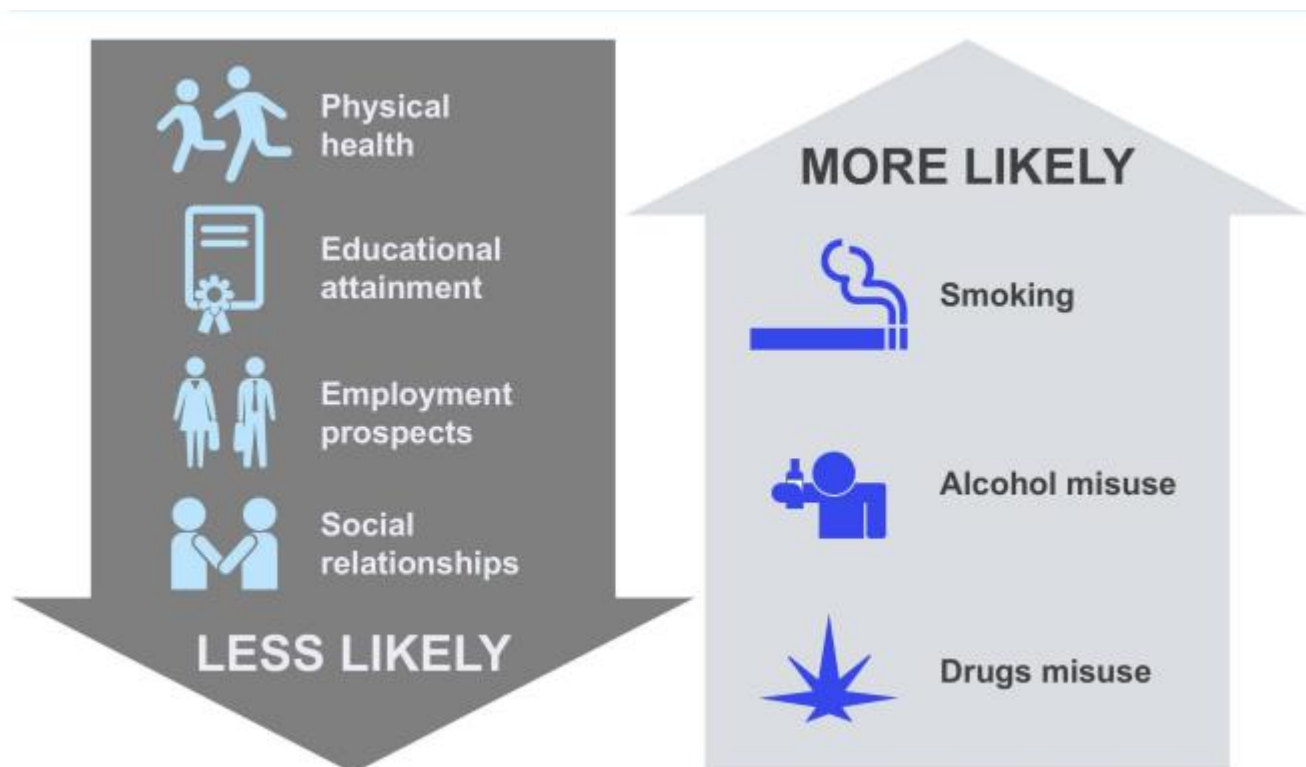 Physical
health
Educational
attainment
Employment
prospects
Social
relationships
LESS LIKELY
MORE LIKELY
Smoking
Alcohol misuse
Drugs misuse